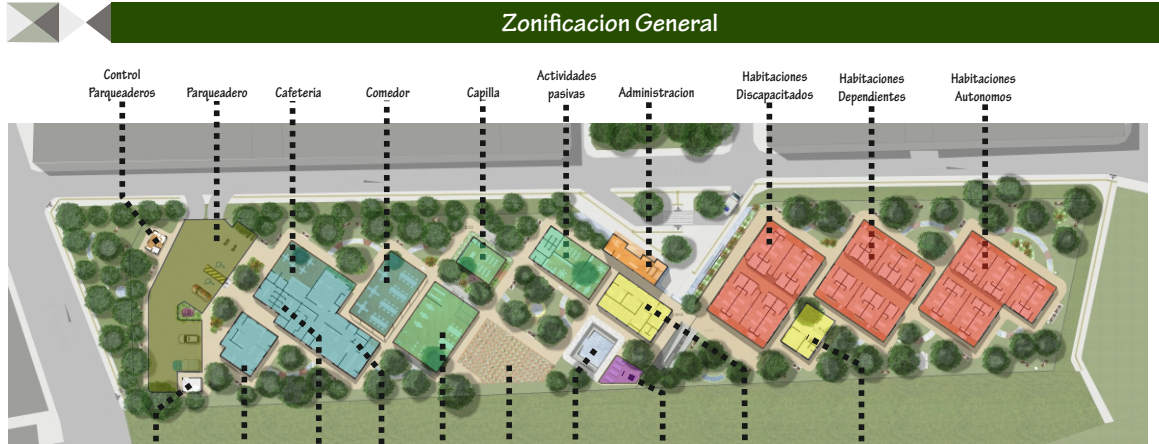 Zonificacion General
Control
Parqueaderos
Parqueadero
Cafeteria
Comedor
Capilla
Actividades
pasivas
Administracion
Habitaciones
Discapacitados
Habitaciones
Dependientes
Habitaciones
Autonomos